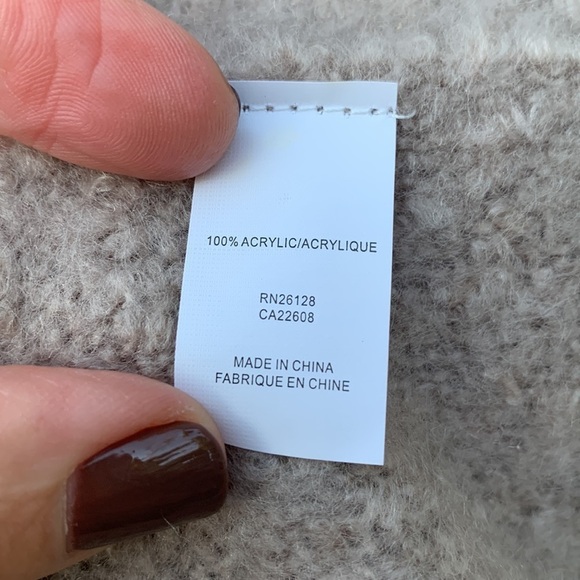 100% ACRYLIC/ACRYLIQUE
RN26128
CA22608
MADE IN CHINA
FABRIQUE EN CHINE